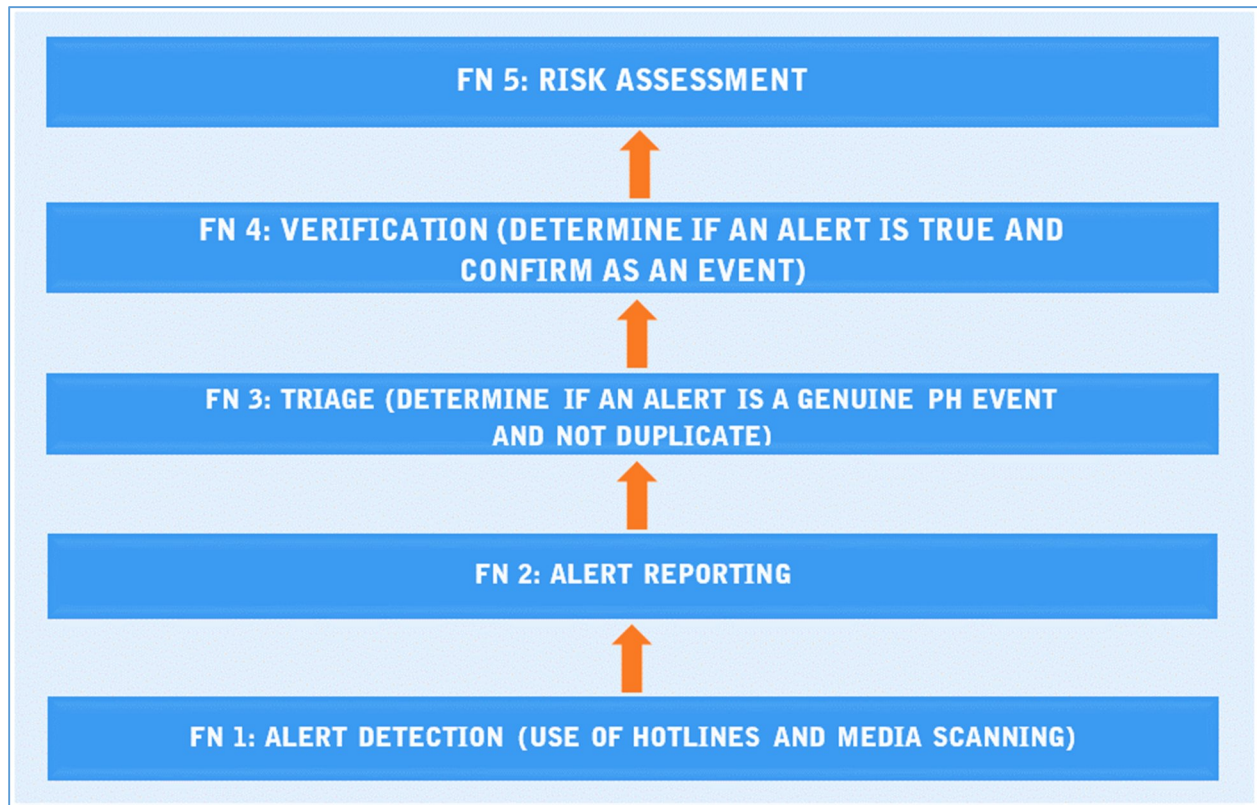 FN 5: RISK ASSESSMENT
FN 4: VERIFICATION (DETERMINE IF AN ALERT IS TRUE AND
CONFIRM AS AN EVENT)
FN 3: TRIAGE (DETERMINE IF AN ALERT IS A GENUINE PH EVENT
AND NOT DUPLICATE)
FN 2: ALERT REPORTING
FN 1: ALERT DETECTION (USE OF HOTLINES AND MEDIA SCANNING)